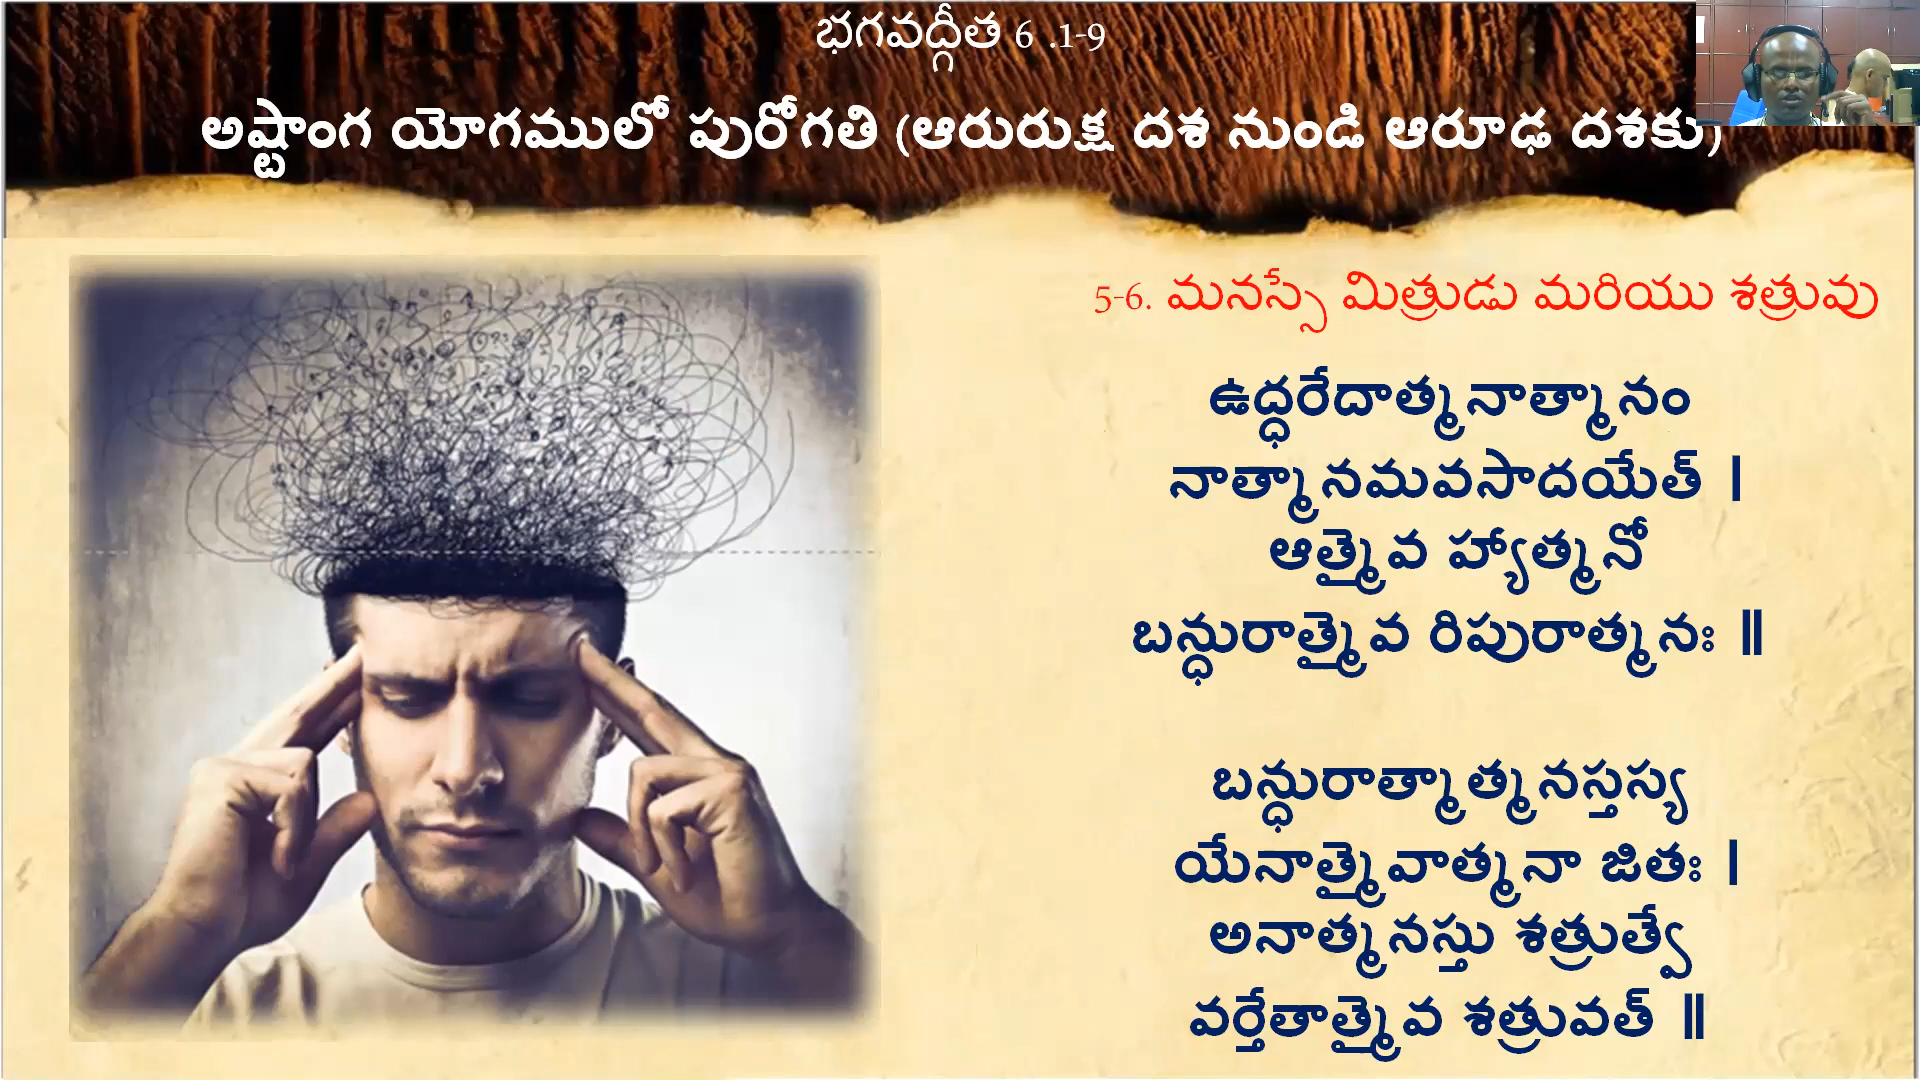 భగవద్గీత 6 .1-9
అష్టాంగ యోగములో పురోగతి (ఆరురుక్ష దశ నుండి ఆరూఢ దశకు)
5-6. మనస్సే మిత్రుడు మరియు శత్రువు
ఉద్ధరేదాత్మనాత్మానం
నాత్మానమవసాదయేత్ |
ఆత్మైవ హ్యాత్మనో
బన్ధురాత్మైవ రిపురాత్మనః ||
బన్ధురాత్మాత్మనస్తస్య
యేనాత్మైవాత్మనా జితః |
అనాత్మనస్తు శత్రుత్వే
వర్తేతాత్మైవ శత్రువత్ ||